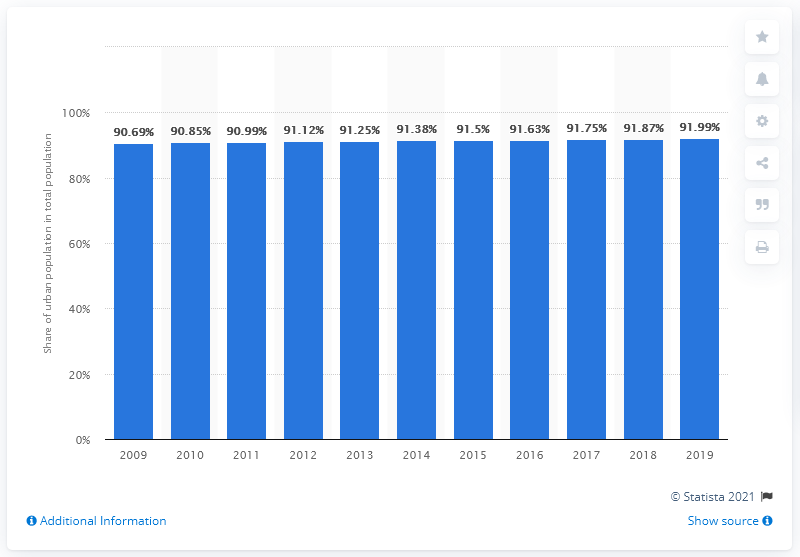 Share of urban population in total population
100%
80%
60%
40%
20%
0%
90.69% 90.85% 90.99% 91.12% 91.25% 91.38% 91.5% 91.63% 91.75% 91.87% 91.99%
2009 2010 2011 2012 2013 2014 2015 2016 2017 2018 2019
© Statista 2021
Additional Information
Show source